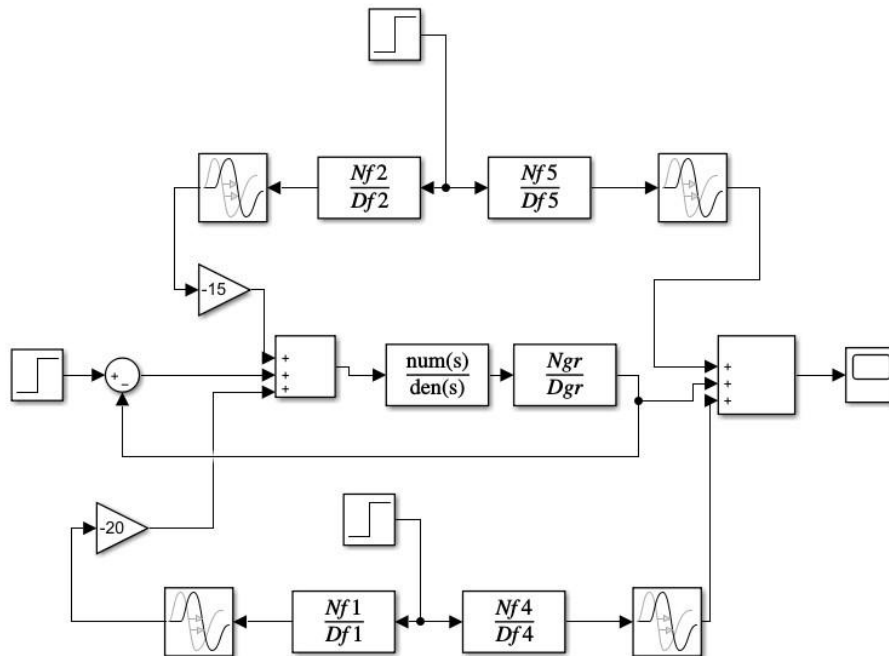 Nf2
Df2
Nf5
Df5
-15
+
+
+
+
-
num(s)
den(s)
Ngr
Dgr
+
+
+
-20
Nf1
Df1
Nf4
Df4